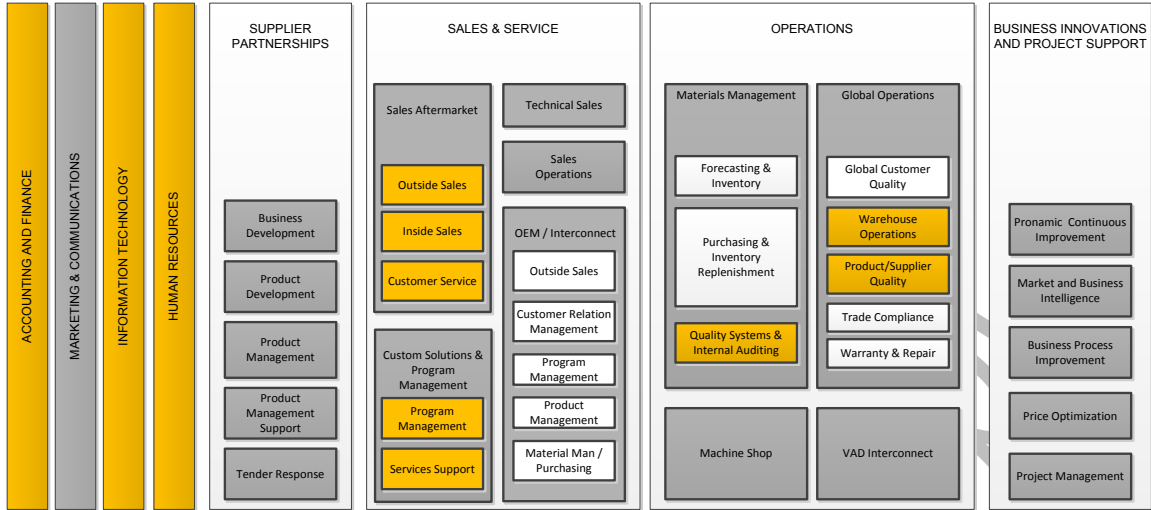 ACCOUNTING AND FINANCE
MARKETING & COMMUNICATIONS
INFORMATION TECHNOLOGY
HUMAN RESOURCES
SUPPLIER
PARTNERSHIPS
Business
Development
Product
Development
Product
Management
Product
Management
Support
Tender Response
SALES & SERVICE
Sales Aftermarket
Outside Sales
Inside Sales
Customer Service
Custom Solutions &
Program
Management
Program
Management
Services Support
Technical Sales
Sales
Operations
OEM / Interconnect
Outside Sales
Customer Relation
Management
Program
Management
Product
Management
Material Man /
Purchasing
OPERATIONS
Materials Management
Forecasting &
Inventory
Purchasing &
Inventory
Replenishment
Quality Systems &
Internal Auditing
Global Operations
Global Customer
Quality
Warehouse
Operations
Product/Supplier
Quality
Trade Compliance
Warranty & Repair
Machine Shop
VAD Interconnect
BUSINESS INNOVATIONS
AND PROJECT SUPPORT
Pronamic Continuous
Improvement
Market and Business
Intelligence
Business Process
Improvement
Price Optimization
Project Management